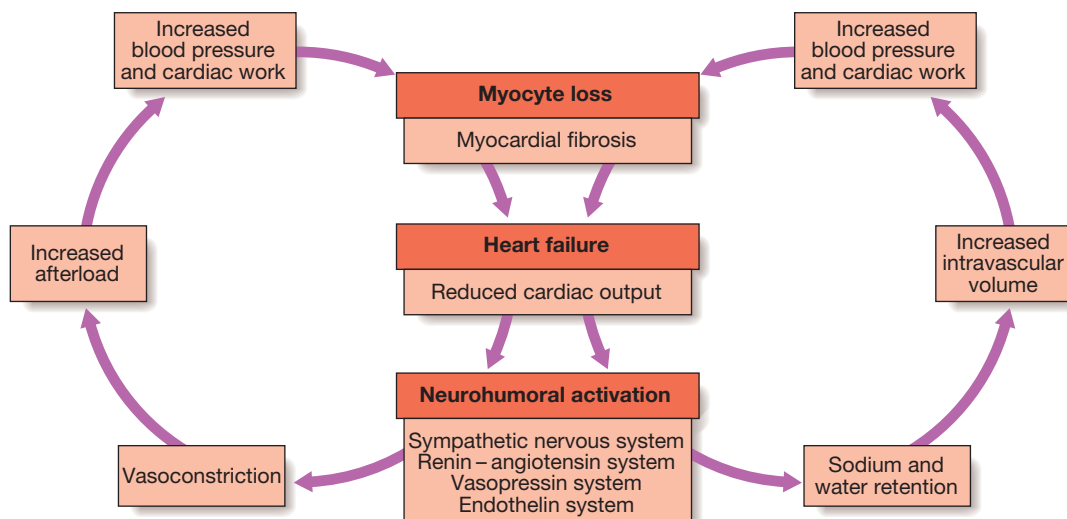 Increased
blood pressure
and cardiac work
Increased
blood pressure
and cardiac work
Myocyte loss
Myocardial fibrosis
Heart failure
Reduced cardiac output
Increased
afterload
Increased
intravascular
volume
Neurohumoral activation
Sympathetic nervous system
Renin – angiotensin system
Vasopressin system
Endothelin system
Vasoconstriction
Sodium and
water retention